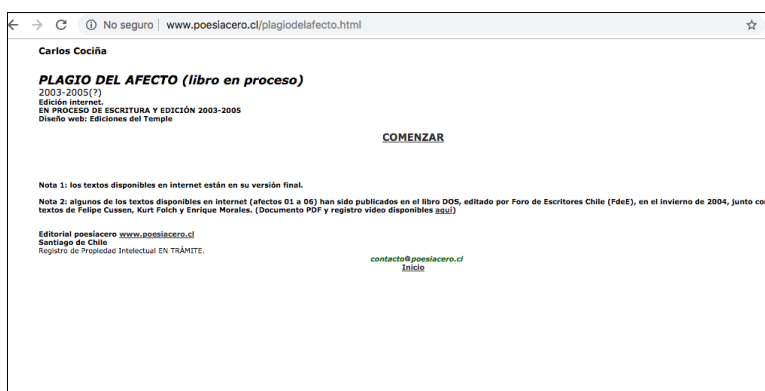 No seguro | www.poesiacero.cl/plagiodelafecto.html
Carlos Cociña
PLAGIO DEL AFECTO (libro en proceso)
2003-2005(?)
Edición internet.
EN PROCESO DE ESCRITURA Y EDICIÓN 2003-2005
Diseño web: Ediciones del Temple
COMENZAR
Nota 1: los textos disponibles en internet están en su versión final.
Nota 2: algunos de los textos disponibles en internet (afectos 01 a 06) han sido publicados en el libro DOS, editado por Foro de Escritores Chile (FdeE), en el invierno de 2004, junto co
textos de Felipe Cussen, Kurt Folch y Enrique Morales. (Documento PDF y registro video disponibles aquí)
Editorial poesiacero www.poesiacero.cl
Santiago de Chile
Registro de Propiedad Intelectual EN TRÁMITE.
contacto@poesiacero.cl
Inicio